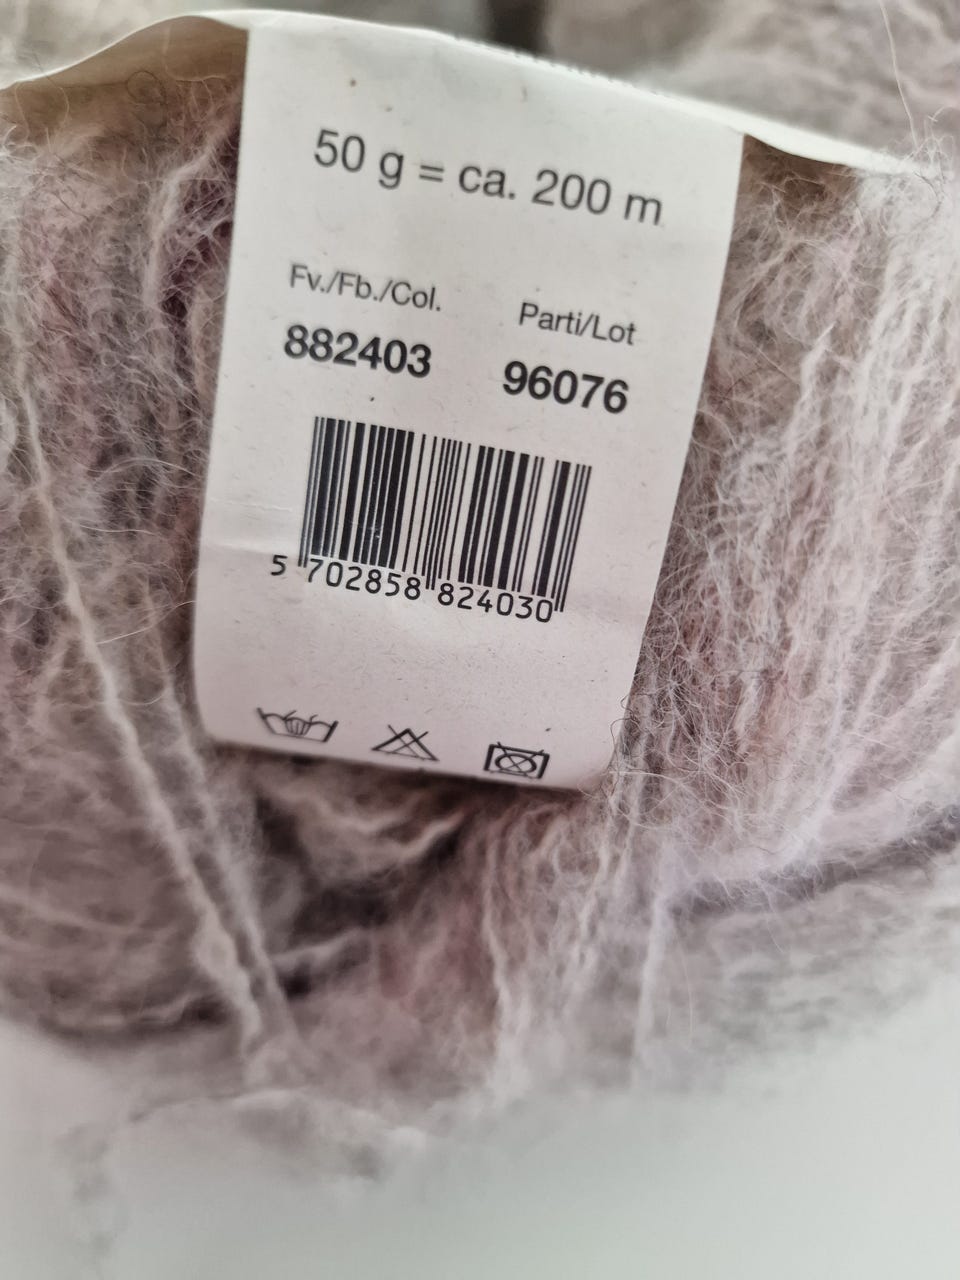 50 g = ca. 200 m
Fv./Fb./Col. Parti/Lot
882403 96076
5 702858 824030